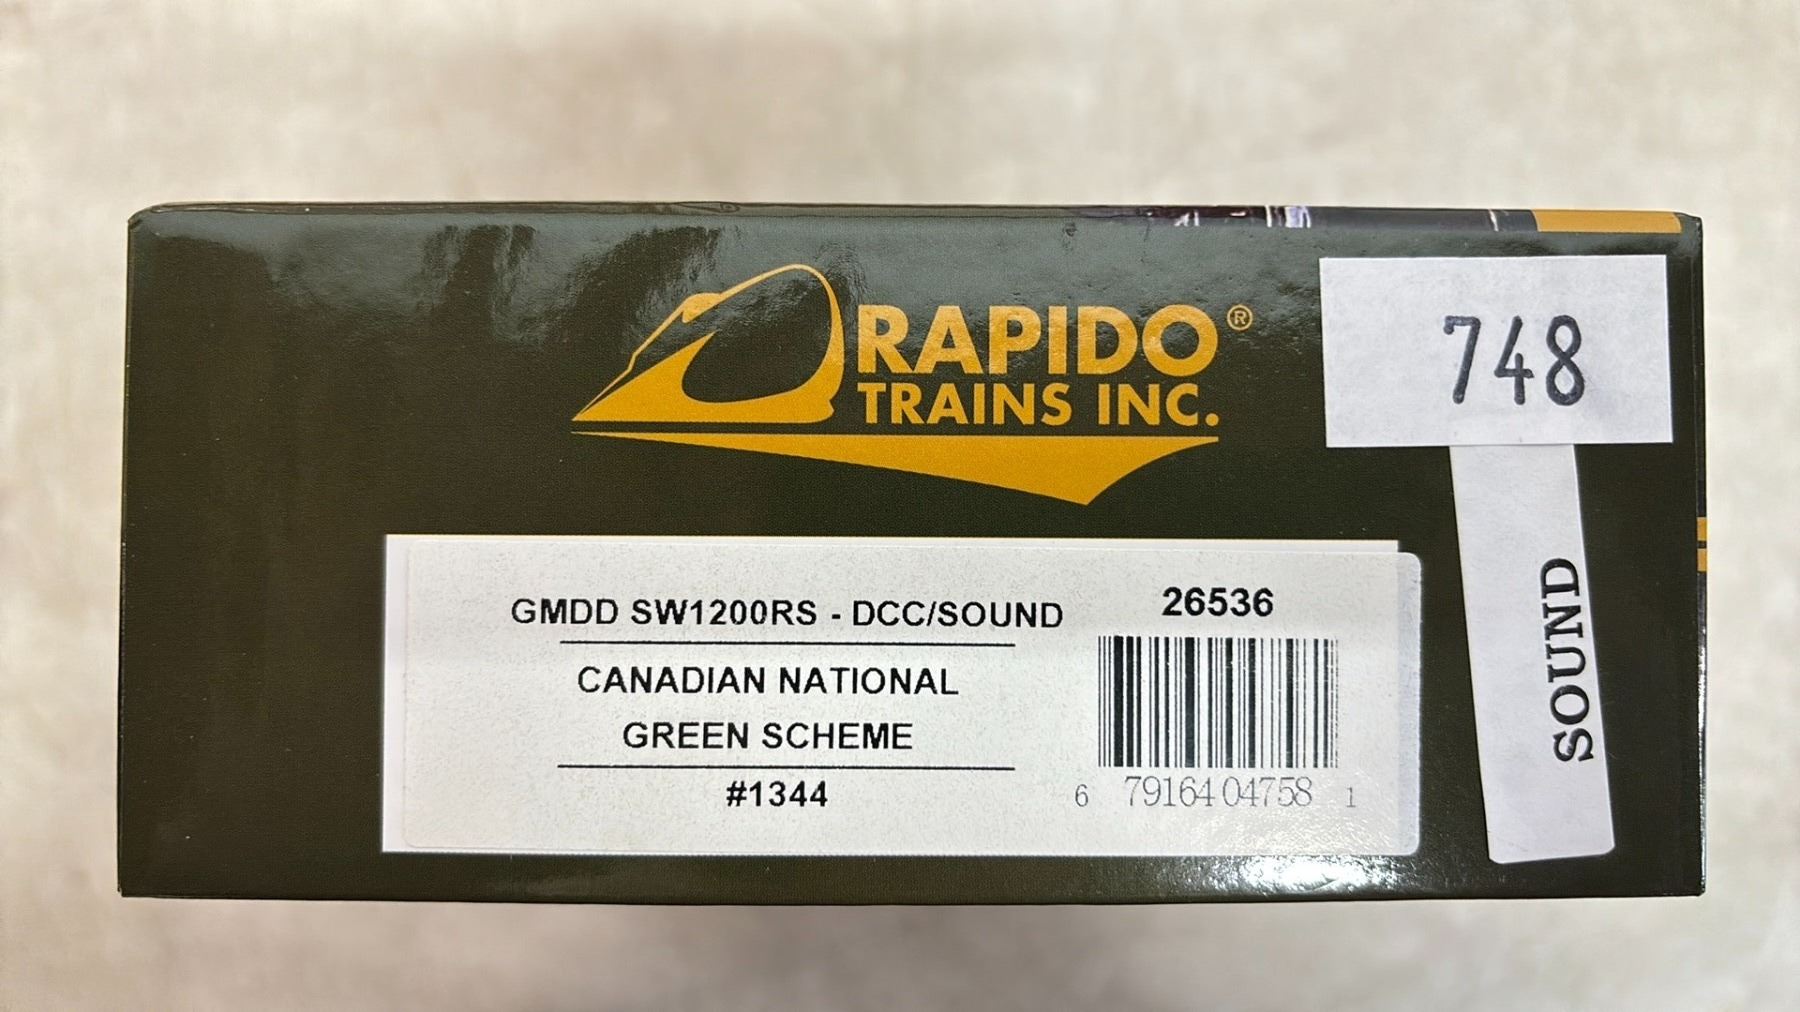 RAPIDO®
TRAINS INC.
748
SOUND
GMDD SW1200RS - DCC/SOUND
CANADIAN NATIONAL
GREEN SCHEME
#1344
26536
6 79164 04758 1